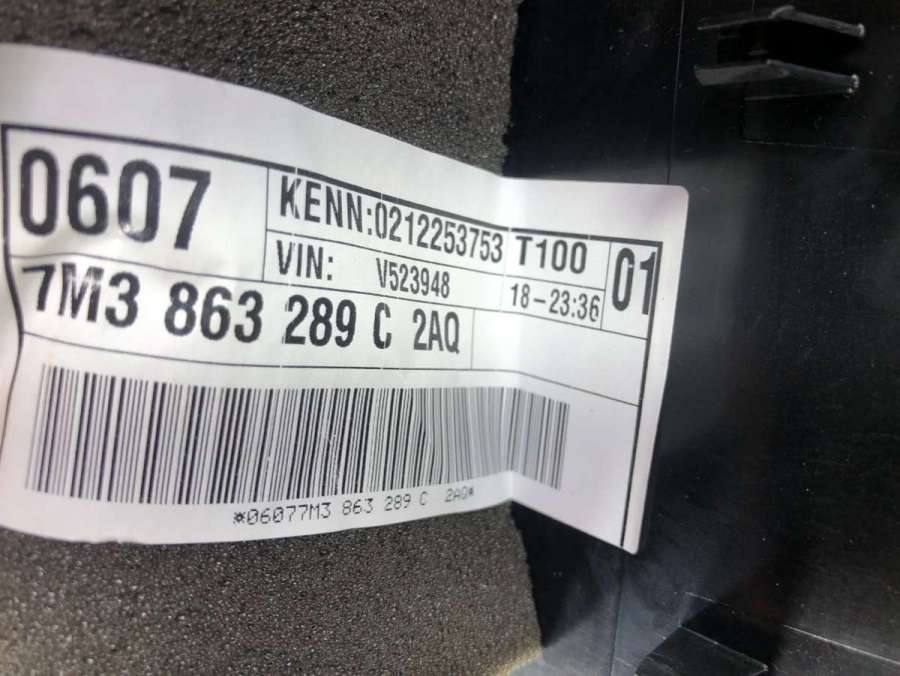 0607 KENN:0212253753 T100 01
VIN: V523948 18-23:36
7M3 863 289 C 2AQ
*06077M3 863 289 C 2AQ*